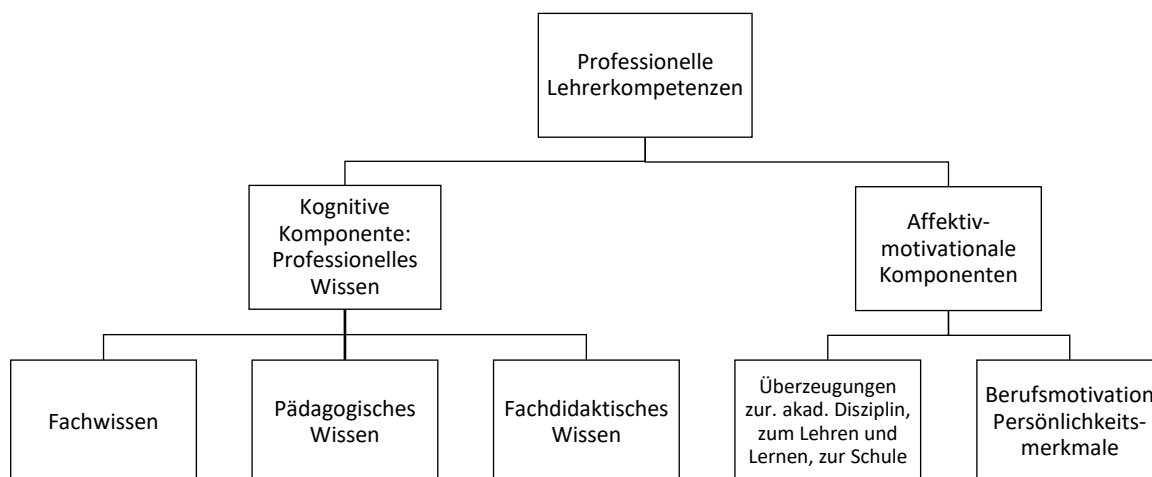 Professionelle
Lehrerkompetenzen
Kognitive
Komponente:
Professionelles
Wissen
Affektiv-
motivationale
Komponenten
Fachwissen
Pädagogisches
Wissen
Fachdidaktisches
Wissen
Überzeugungen
zur. akad. Disziplin,
zum Lehren und
Lernen, zur Schule
Berufsmotivation
Persönlichkeits-
merkmale